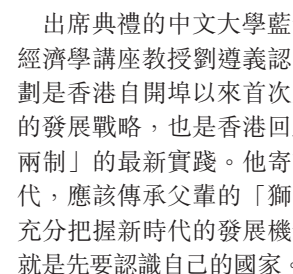 出席典禮的中文大學藍
經濟學講座教授劉遵義認
劃是香港自開埠以來首次
的發展戰略，也是香港回
兩制」的最新實踐。他寄
代，應該傳承父輩的「獅
充分把握新時代的發展機
就是先要認識自己的國家。